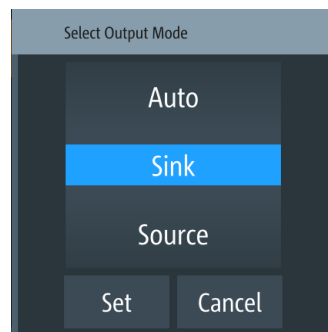 Select Output Mode
Auto
Sink
Source
Set Cancel